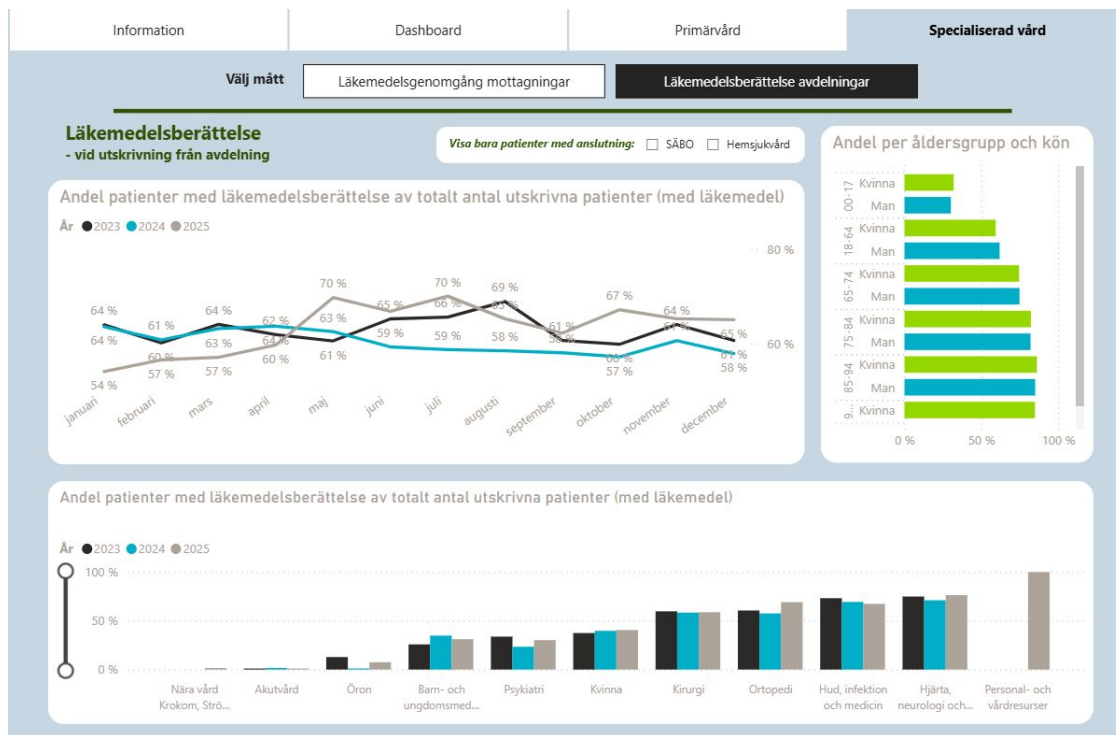 Information
Dashboard
Primärvård
Specialiserad vård
Välj mått
Läkemedelsgenomgång mottagningar
Läkemedelsberättelse avdelningar
Läkemedelsberättelse
- vid utskrivning från avdelning
Visa bara patienter med anslutning:
SÄBO
Hemsjukvård
Andel patienter med läkemedelsberättelse av totalt antal utskrivna patienter (med läkemedel)
År 2023 2024 2025
80 %
60 %
64 %
64 %
54 %
61 %
60 %
57 %
64 %
63 %
57 %
62 %
64 %
60 %
70 %
63 %
61 %
65 %
59 %
70 %
66 %
59 %
69 %
65 %
58 %
61 %
58 %
67 %
60 %
57 %
64 %
61 %
65 %
61 %
58 %
januari
februari
mars
april
maj
juni
juli
augusti
september
oktober
november
december
Andel per åldersgrupp och kön
00-17
Kvinna
Man
18-64
Kvinna
Man
65-74
Kvinna
Man
75-84
Kvinna
Man
85-94
Kvinna
Man
9...
Kvinna
0 %
50 %
100 %
Andel patienter med läkemedelsberättelse av totalt antal utskrivna patienter (med läkemedel)
År 2023 2024 2025
100 %
50 %
0 %
Nära vård
Krokom, Strö...
Akutvård
Öron
Barn- och
ungdomsmed...
Psykiatri
Kvinna
Kirurgi
Ortopedi
Hud, infektion
och medicin
Hjärta,
neurologi och...
Personal- och
vårdresurser